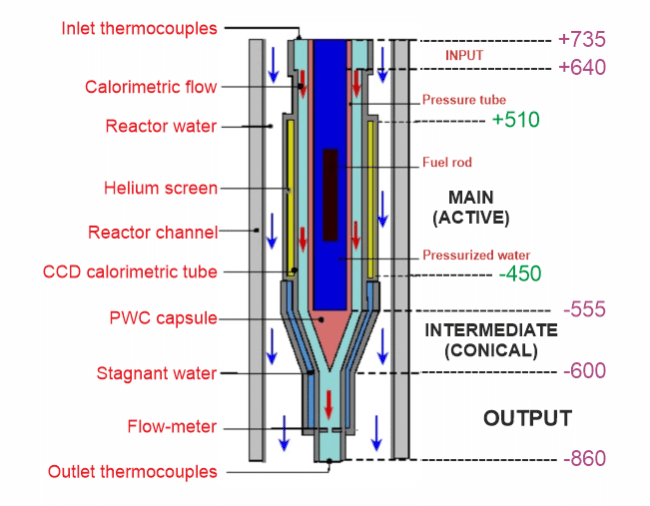 Inlet thermocouples
+735
INPUT
+640
Calorimetric flow
Pressure tube
Reactor water
+510
Fuel rod
Helium screen
MAIN
(ACTIVE)
Reactor channel
Pressurized water
CCD calorimetric tube
-450
-555
PWC capsule
INTERMEDIATE
(CONICAL)
Stagnant water
-600
OUTPUT
Flow-meter
-860
Outlet thermocouples